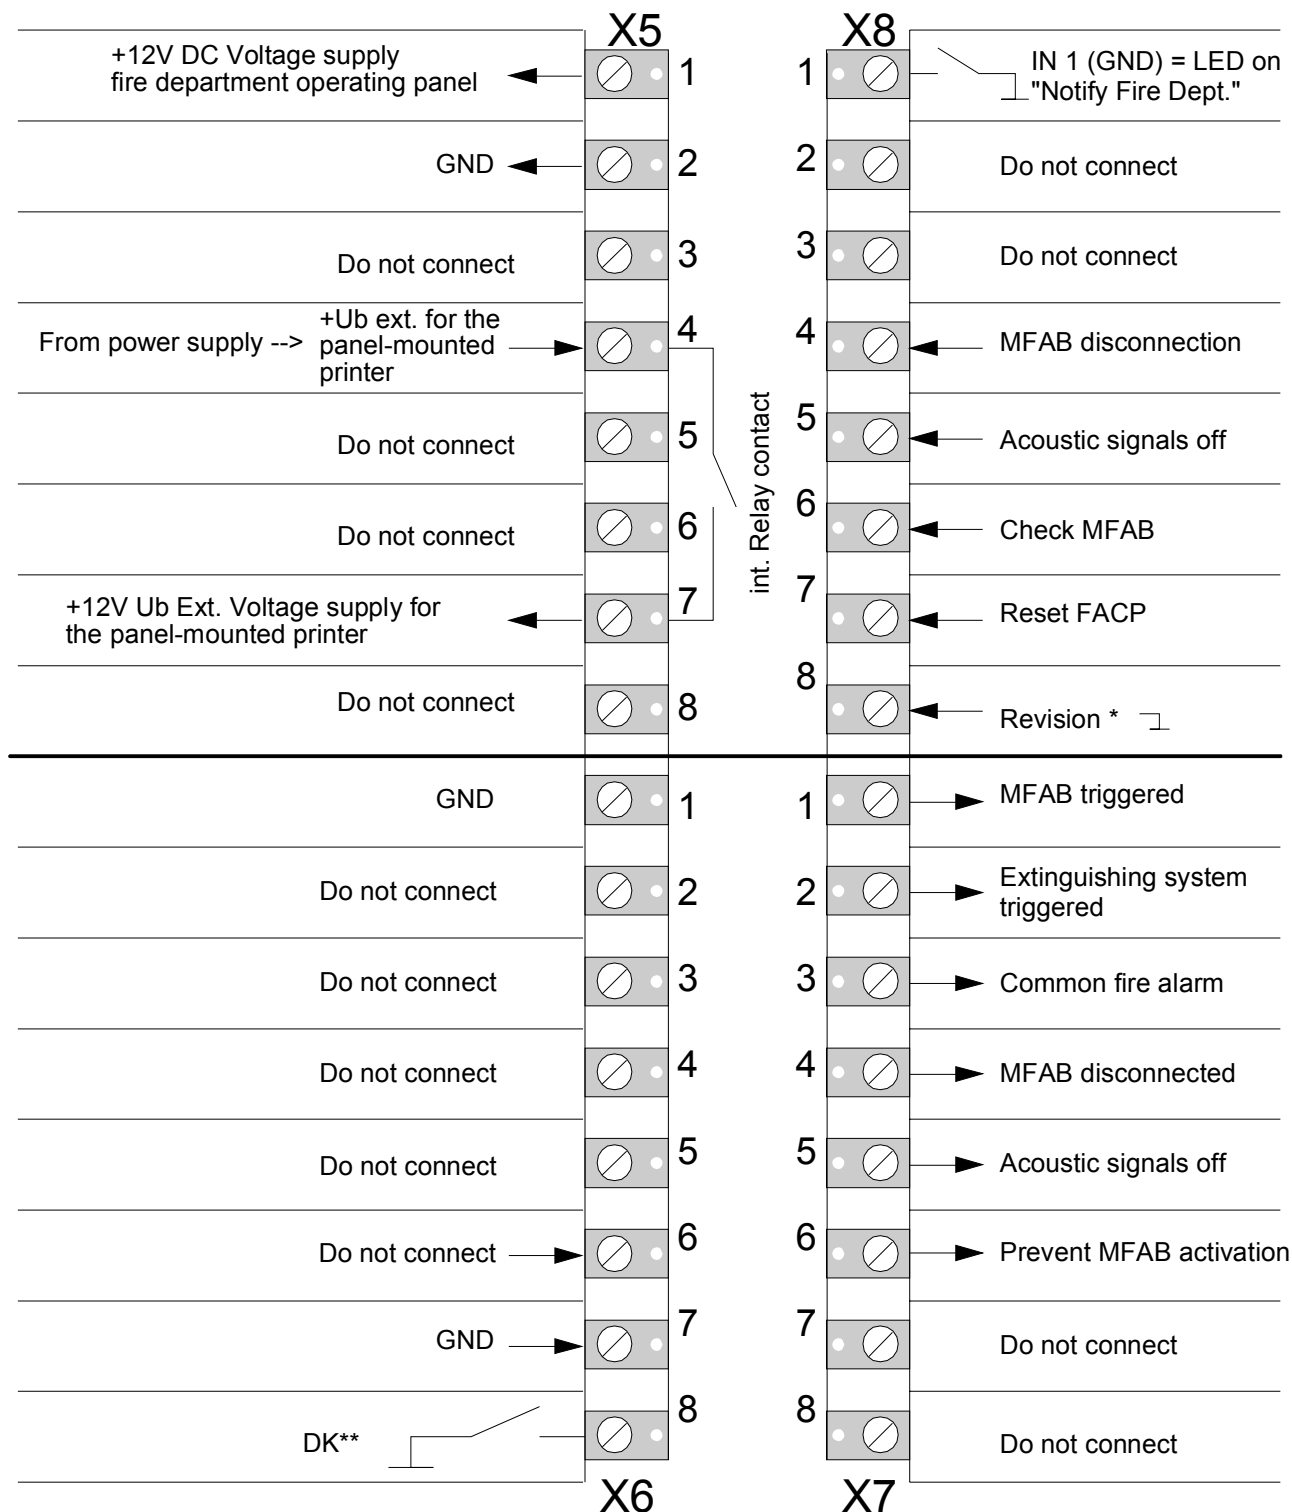 X5
X8
+12V DC Voltage supply
fire department operating panel
1
1
IN 1 (GND) = LED on
"Notify Fire Dept."
GND
2
2
Do not connect
Do not connect
3
3
Do not connect
From power supply -->
+Ub ext. for the
panel-mounted
printer
4
4
MFAB disconnection
Do not connect
5
int. Relay contact
5
Acoustic signals off
Do not connect
6
6
Check MFAB
+12V Ub Ext. Voltage supply for
the panel-mounted printer
7
7
Reset FACP
Do not connect
8
8
Revision *
GND
1
1
MFAB triggered
Do not connect
2
2
Extinguishing system
triggered
Do not connect
3
3
Common fire alarm
Do not connect
4
4
MFAB disconnected
Do not connect
5
5
Acoustic signals off
Do not connect
6
6
Prevent MFAB activation
GND
7
7
Do not connect
DK**
8
8
Do not connect
X6
X7